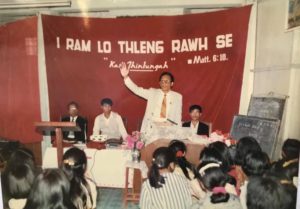 I RAM LO THLENG RAWH SE
"Kan Thinlungah"
Matt. 6:10.